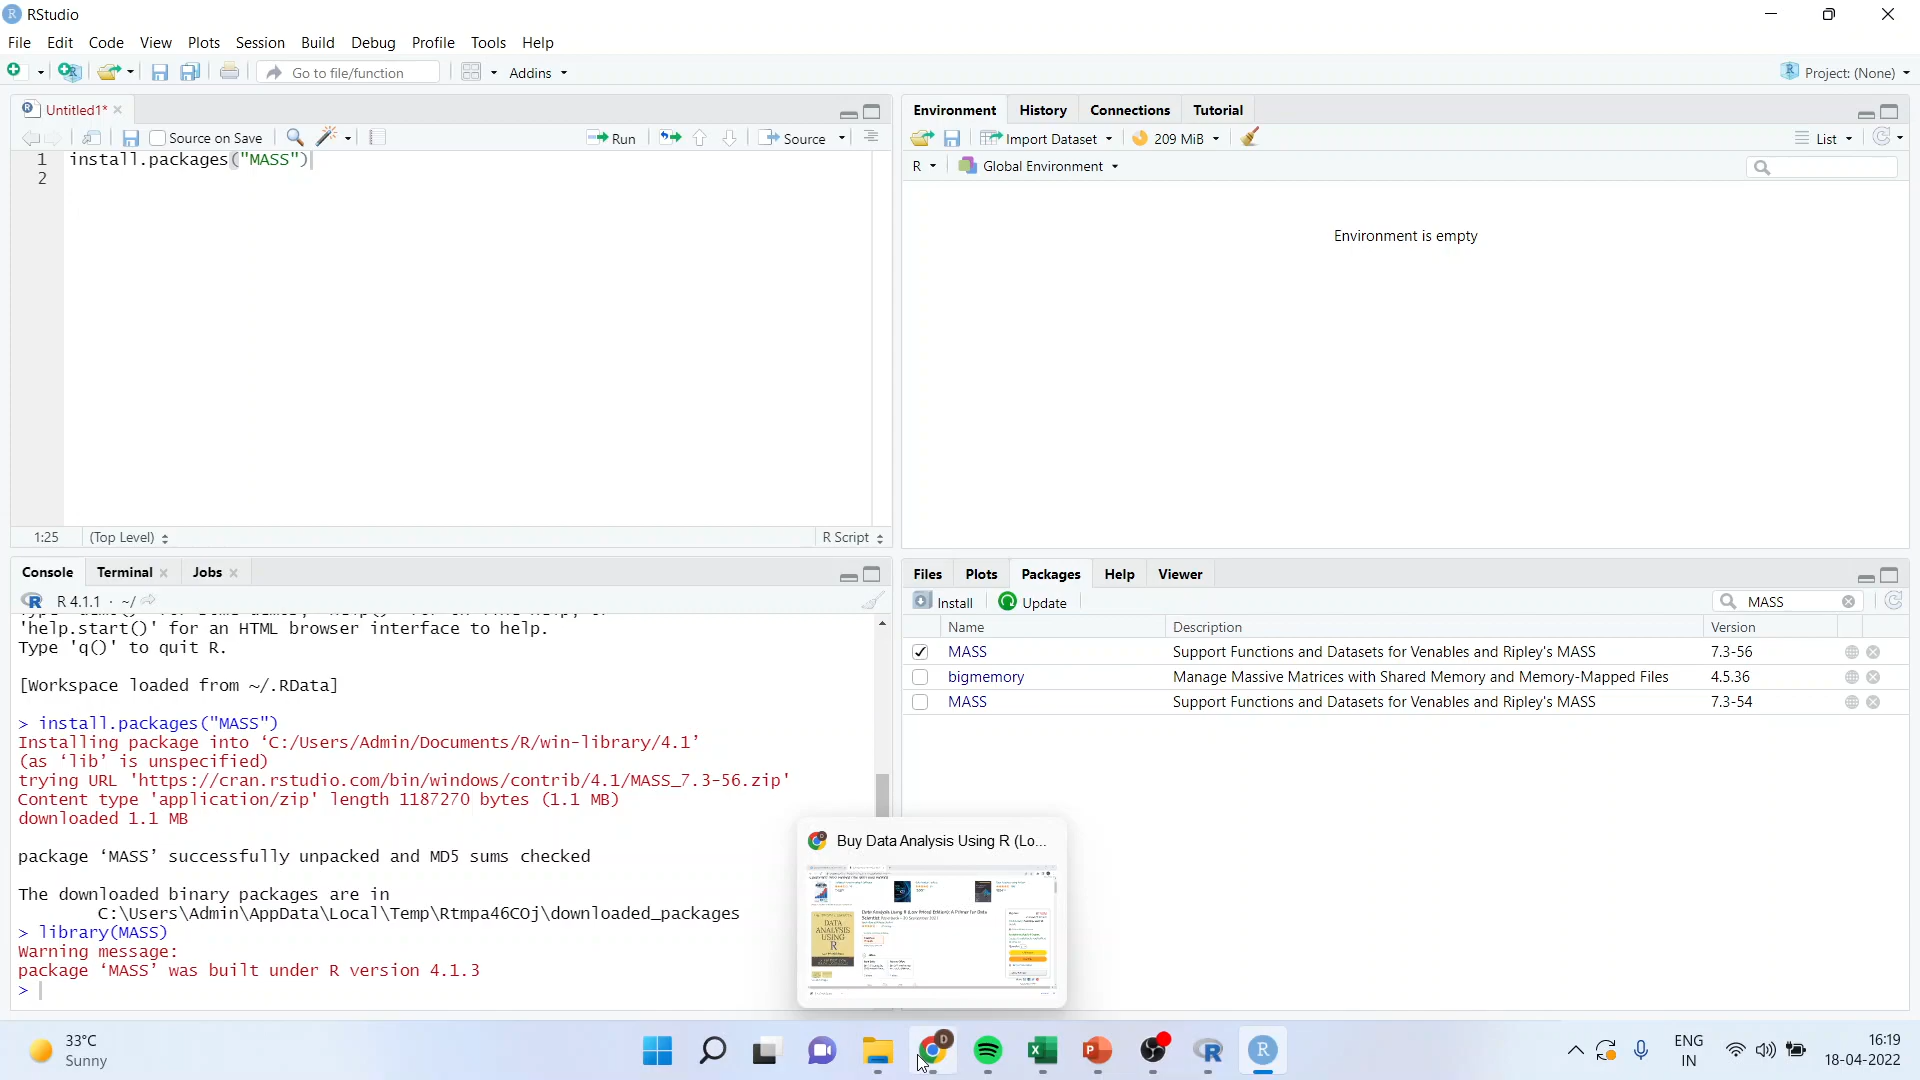 RStudio
File Edit Code View Plots Session Build Debug Profile Tools Help
Go to file/function Addins Project: (None)
Untitled1*
Source on Save Run Source
1 install.packages("MASS")
2
1:25 (Top Level) R Script
Environment History Connections Tutorial
Import Dataset 209 MiB List
R Global Environment
Environment is empty
Console Terminal Jobs
R 4.1.1 · ~/
'help.start()' for an HTML browser interface to help.
Type 'q()' to quit R.
[Workspace loaded from ~/.RData]
> install.packages("MASS")
Installing package into ‘C:/Users/Admin/Documents/R/win-library/4.1’
(as ‘lib’ is unspecified)
trying URL 'https://cran.rstudio.com/bin/windows/contrib/4.1/MASS_7.3-56.zip'
Content type 'application/zip' length 1187270 bytes (1.1 MB)
downloaded 1.1 MB
package ‘MASS’ successfully unpacked and MD5 sums checked
The downloaded binary packages are in
C:\Users\Admin\AppData\Local\Temp\Rtmpa46COj\downloaded_packages
> library(MASS)
Warning message:
package ‘MASS’ was built under R version 4.1.3
>
Files Plots Packages Help Viewer
Install Update MASS
Name Description Version
MASS Support Functions and Datasets for Venables and Ripley's MASS 7.3-56
bigmemory Manage Massive Matrices with Shared Memory and Memory-Mapped Files 4.5.36
MASS Support Functions and Datasets for Venables and Ripley's MASS 7.3-54
Buy Data Analysis Using R (Lo...
DATA
ANALYSIS
USING
R
33°C
Sunny
ENG
IN
16:19
18-04-2022